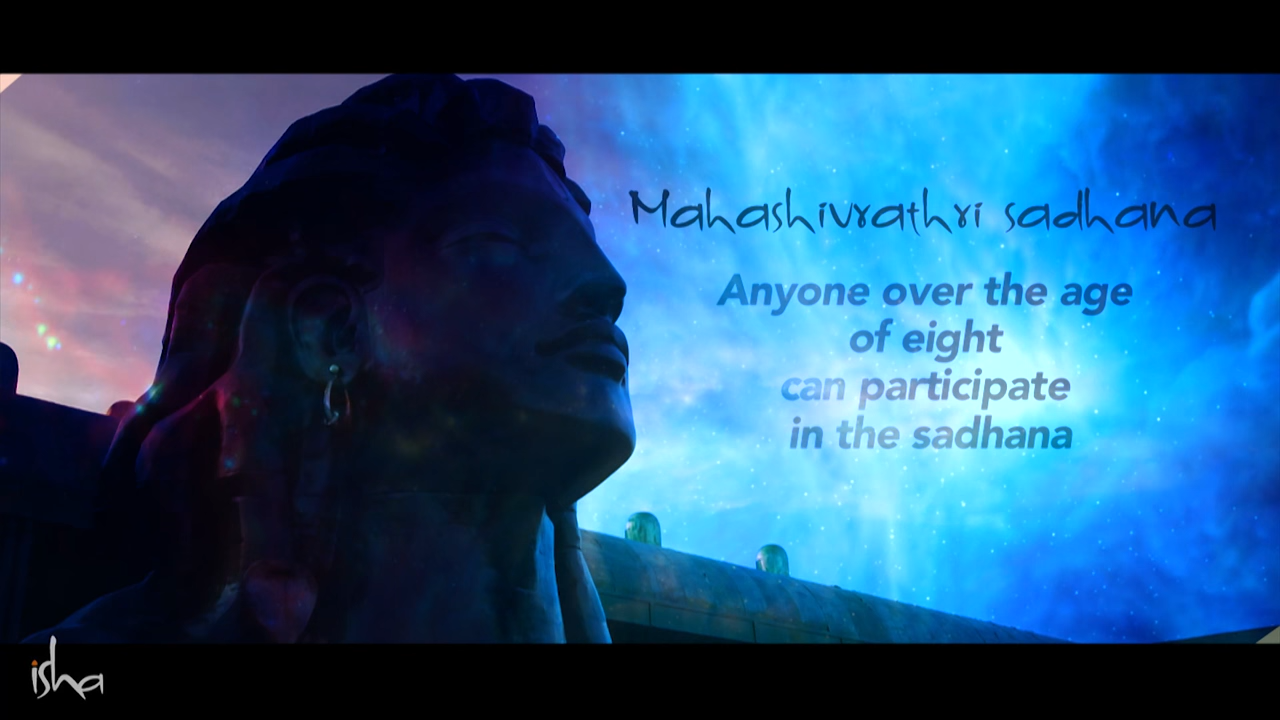 Mahashivrathri sadhana
Anyone over the age
of eight
can participate
in the sadhana
isha